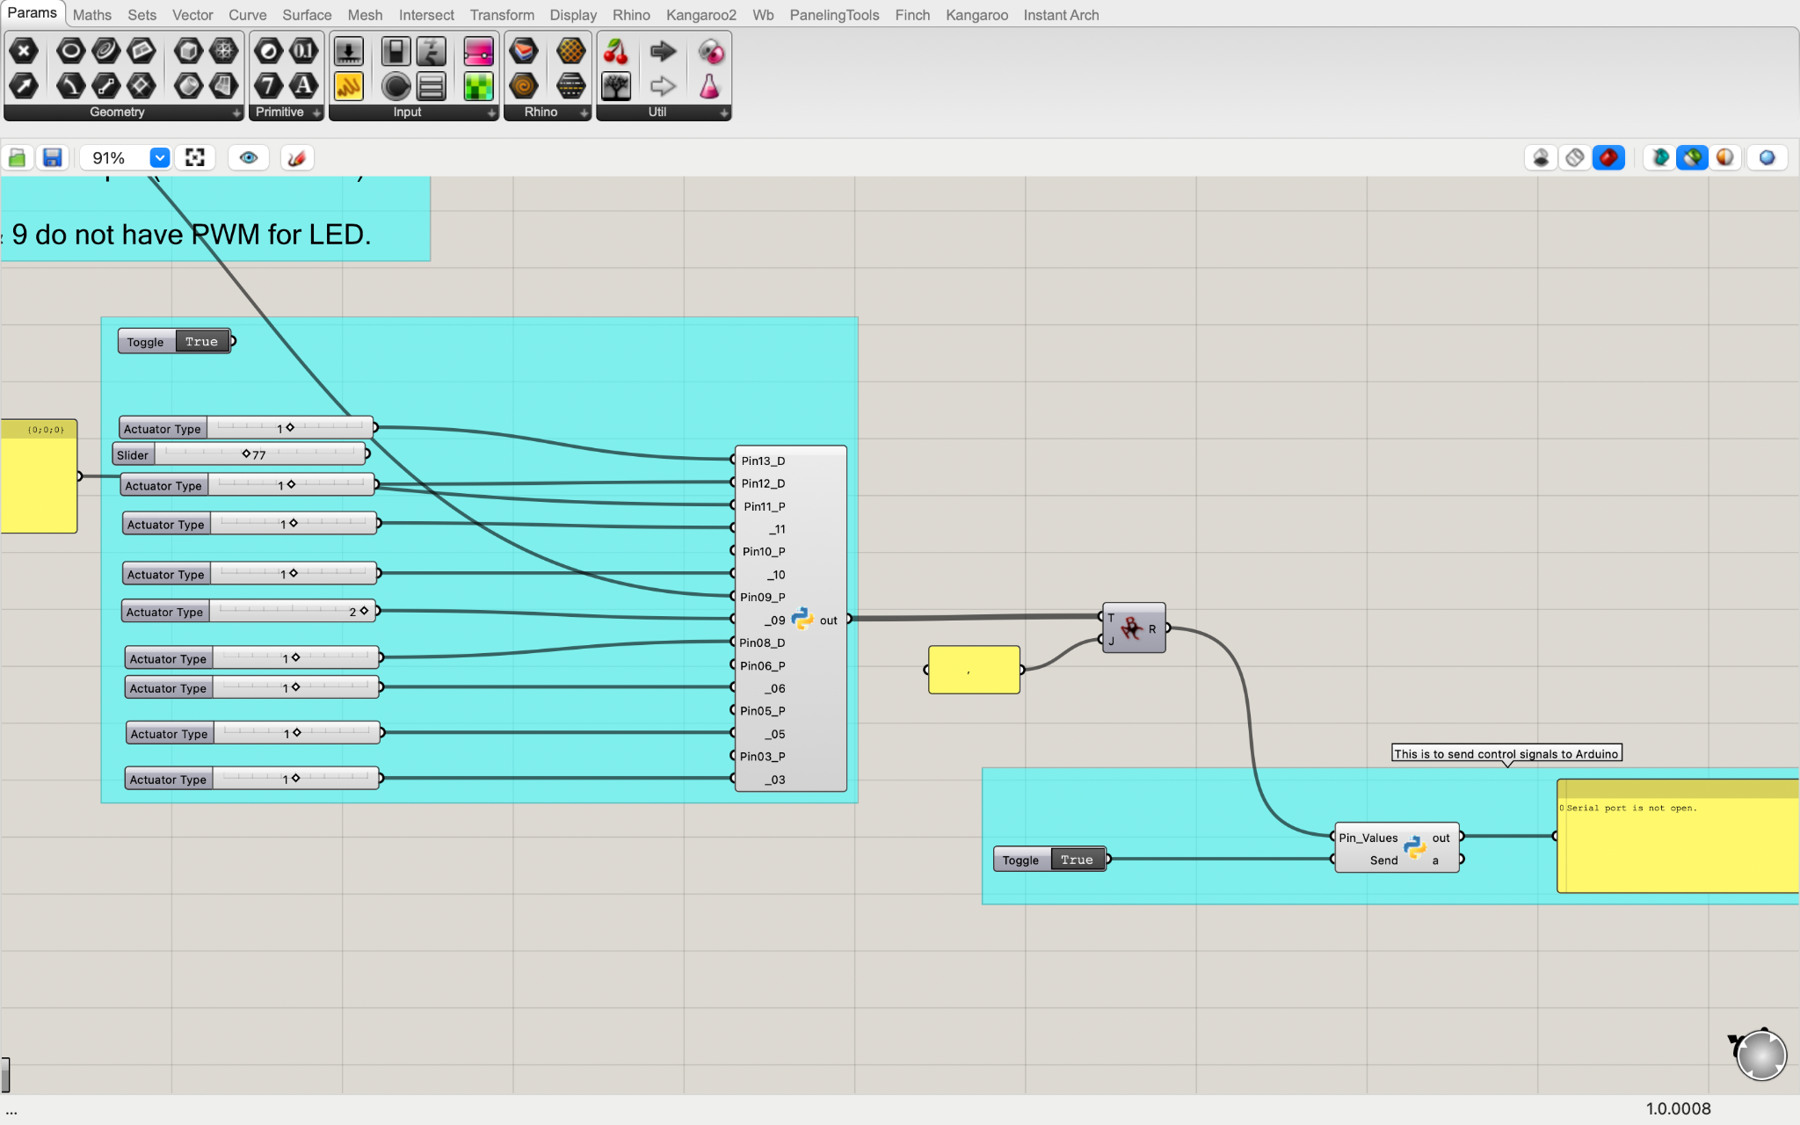 Params Maths Sets Vector Curve Surface Mesh Intersect Transform Display Rhino Kangaroo2 Wb PanelingTools Finch Kangaroo Instant Arch
0.1
7 A
Geometry Primitive Input Rhino Util
91%
9 do not have PWM for LED.
Toggle True
{0;0;0}
Actuator Type 1
Slider 77
Actuator Type 1
Actuator Type 1
Actuator Type 1
Actuator Type 2
Actuator Type 1
Actuator Type 1
Actuator Type 1
Actuator Type 1
Pin13_D
Pin12_D
Pin11_P
_11
Pin10_P
_10
Pin09_P
_09 out
Pin08_D
Pin06_P
_06
Pin05_P
_05
Pin03_P
_03
T
J
R
,
This is to send control signals to Arduino
0 Serial port is not open.
Toggle True
Pin_Values out
Send a
...
1.0.0008